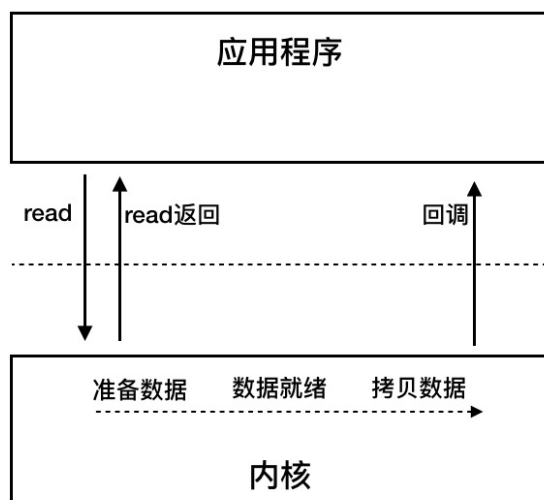 应用程序
read
read返回
回调
准备数据
数据就绪
拷贝数据
内核